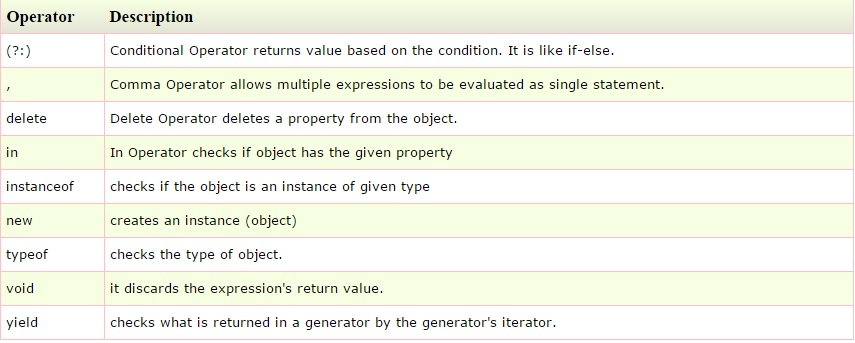 Operator Description
(?:) Conditional Operator returns value based on the condition. It is like if-else.
, Comma Operator allows multiple expressions to be evaluated as single statement.
delete Delete Operator deletes a property from the object.
in In Operator checks if object has the given property
instanceof checks if the object is an instance of given type
new creates an instance (object)
typeof checks the type of object.
void it discards the expression's return value.
yield checks what is returned in a generator by the generator's iterator.